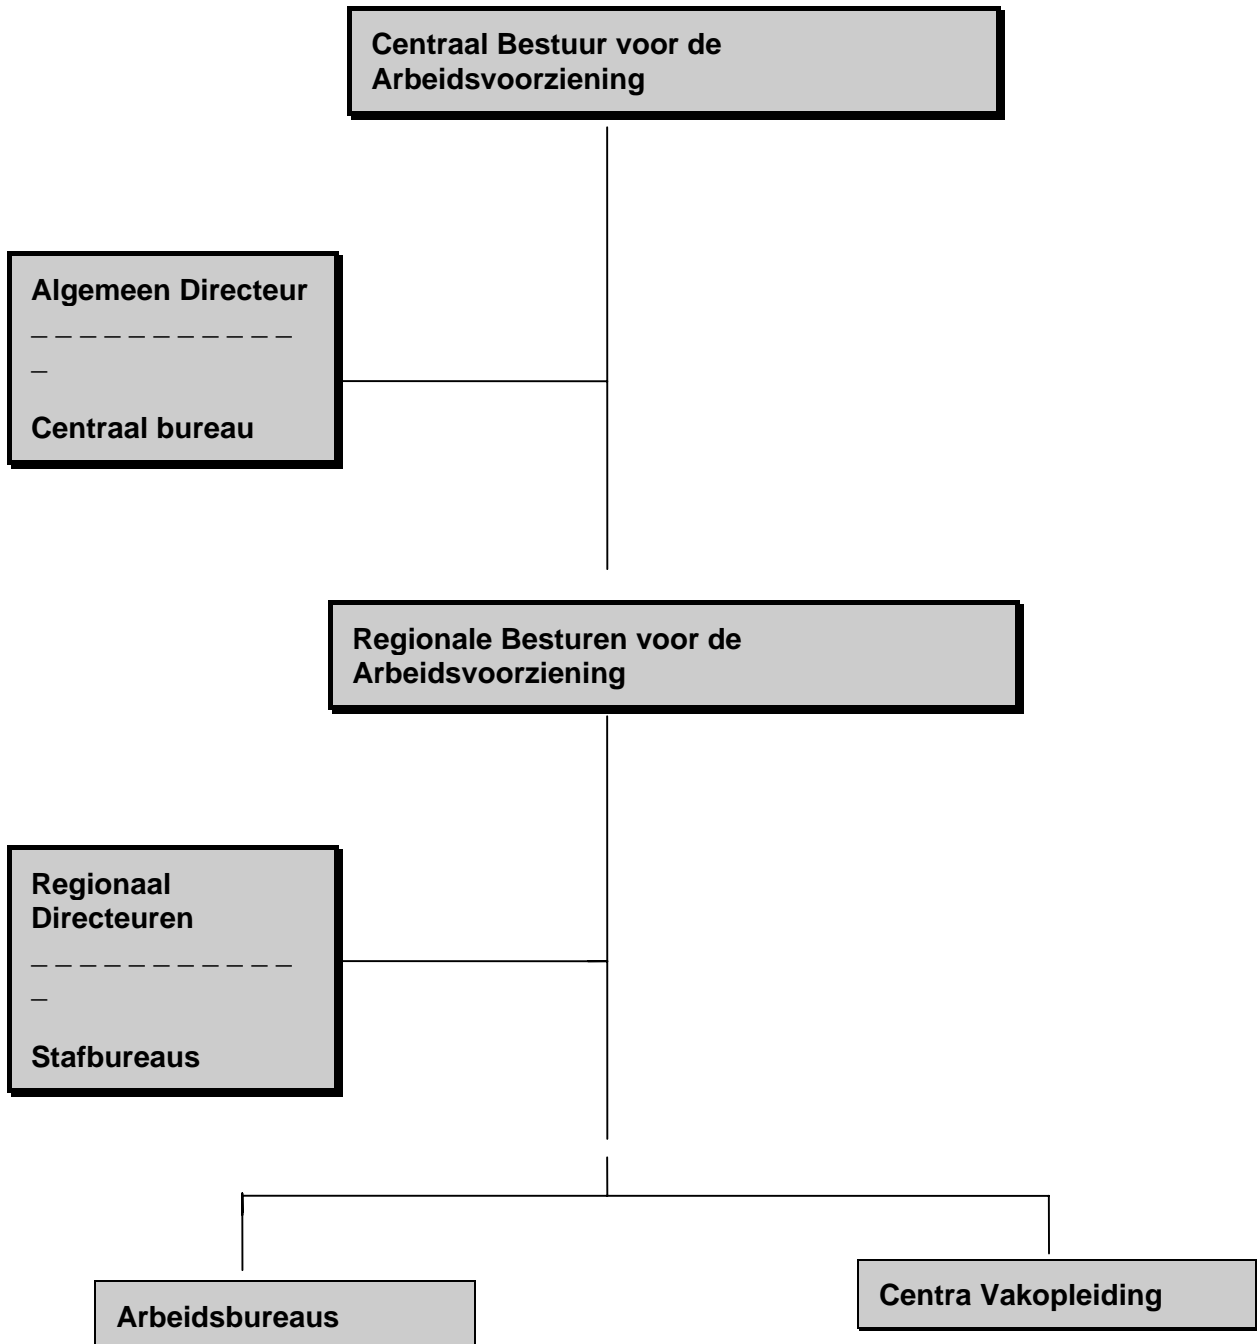 Centraal Bestuur voor de
Arbeidsvoorziening
Algemeen Directeur
_ _ _ _ _ _ _ _ _ _ _
_
Centraal bureau
Regionale Besturen voor de
Arbeidsvoorziening
Regionaal
Directeuren
_ _ _ _ _ _ _ _ _ _ _
_
Stafbureaus
Arbeidsbureaus
Centra Vakopleiding